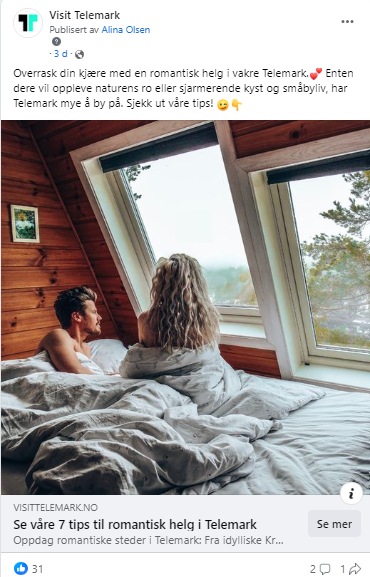 Visit Telemark
Publisert av Alina Olsen
· 3 d ·
Overrask din kjære med en romantisk helg i vakre Telemark.💕 Enten
dere vil oppleve naturens ro eller sjarmerende kyst og småbyliv, har
Telemark mye å by på. Sjekk ut våre tips! 😉👇
VISITTELEMARK.NO
Se våre 7 tips til romantisk helg i Telemark
Se mer
Oppdag romantiske steder i Telemark: Fra idylliske Kr...
31
2
1